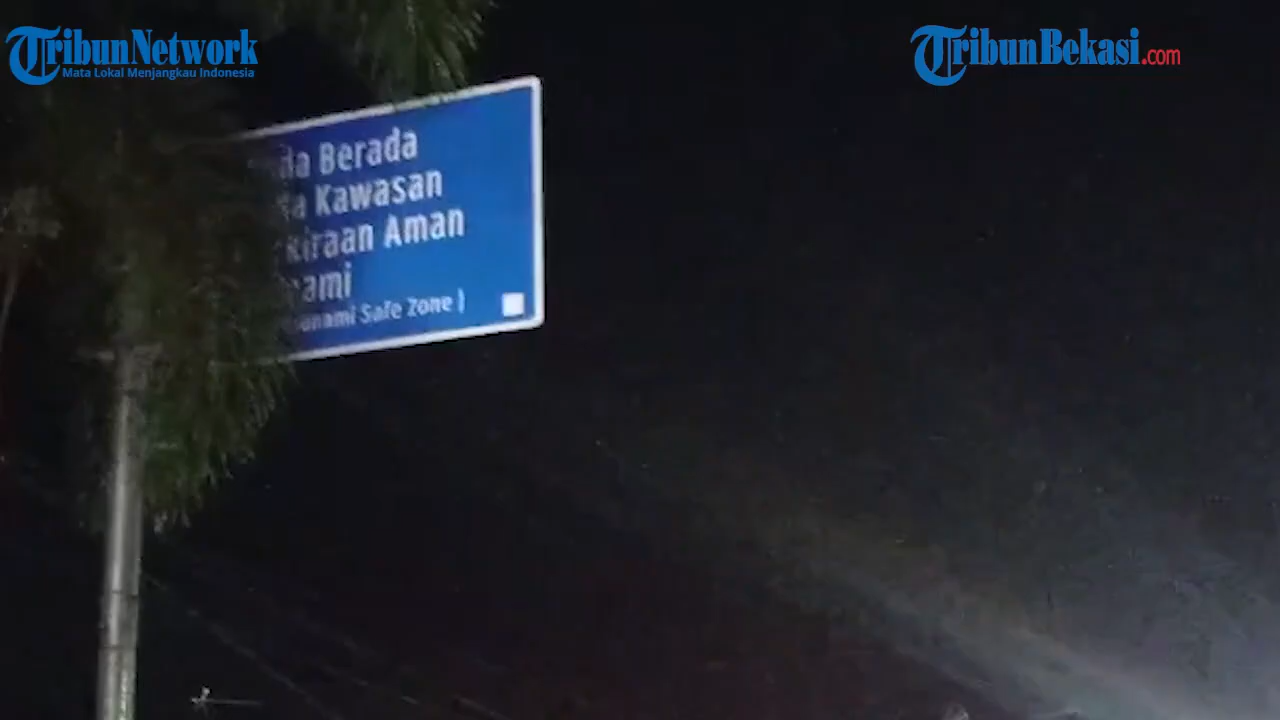 TribunNetwork
Mata Lokal Menjangkau Indonesia
TribunBekasi.com
Berada
Kawasan
Aman
Safe Zone )